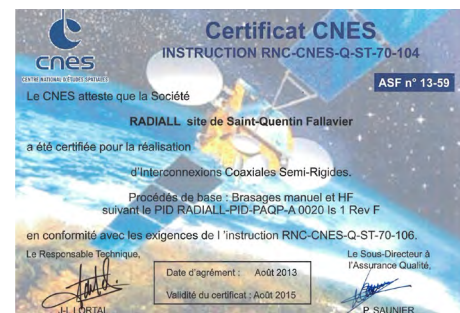 Certificat CNES
INSTRUCTION RNC-CNES-Q-ST-70-104
cnes
CENTRE NATIONAL D'ÉTUDES SPATIALES
ASF n° 13-59
Le CNES atteste que la Société
RADIALL site de Saint-Quentin Fallavier
a été certifiée pour la réalisation
d'Interconnexions Coaxiales Semi-Rigides.
Procédés de base : Brasages manuel et HF
suivant le PID RADIALL-PID-PAQP-A 0020 Is 1 Rev F
en conformité avec les exigences de l'instruction RNC-CNES-Q-ST-70-106.
Le Responsable Technique,
Le Sous-Directeur à
l'Assurance Qualité,
Date d'agrément : Août 2013
Validité du certificat : Août 2015
J-L LORTAL
P. SAUNIER